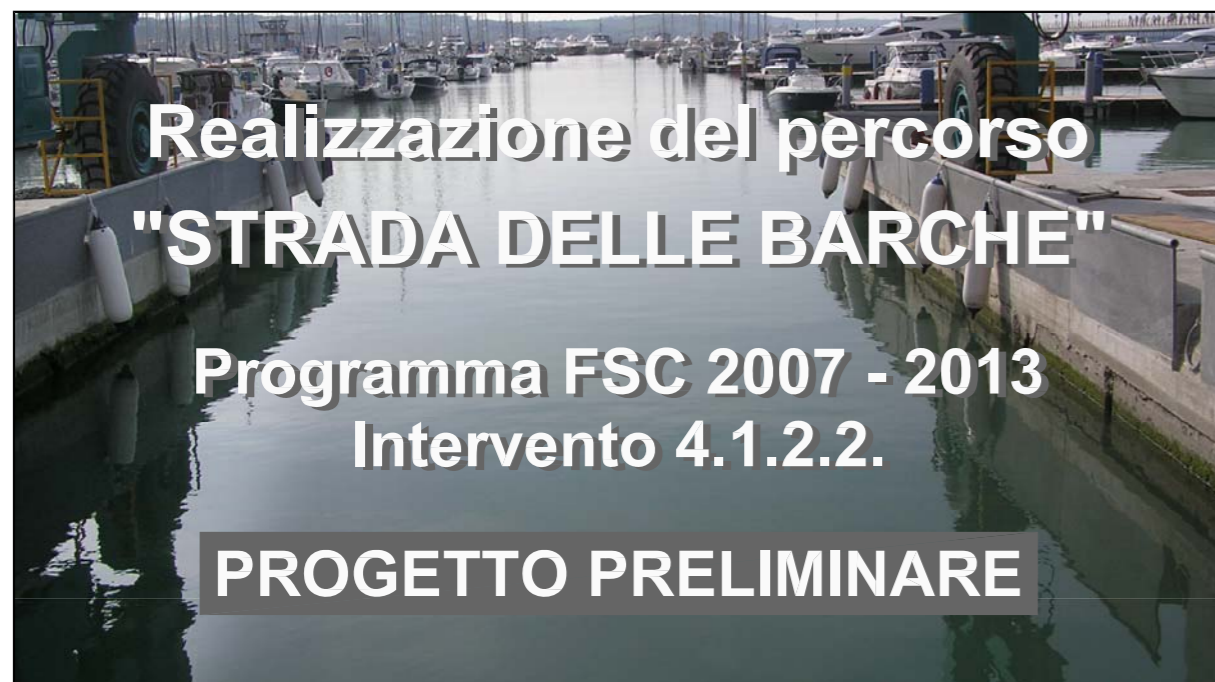 Realizzazione del percorso
"STRADA DELLE BARCHE"
Programma FSC 2007 - 2013
Intervento 4.1.2.2.
PROGETTO PRELIMINARE